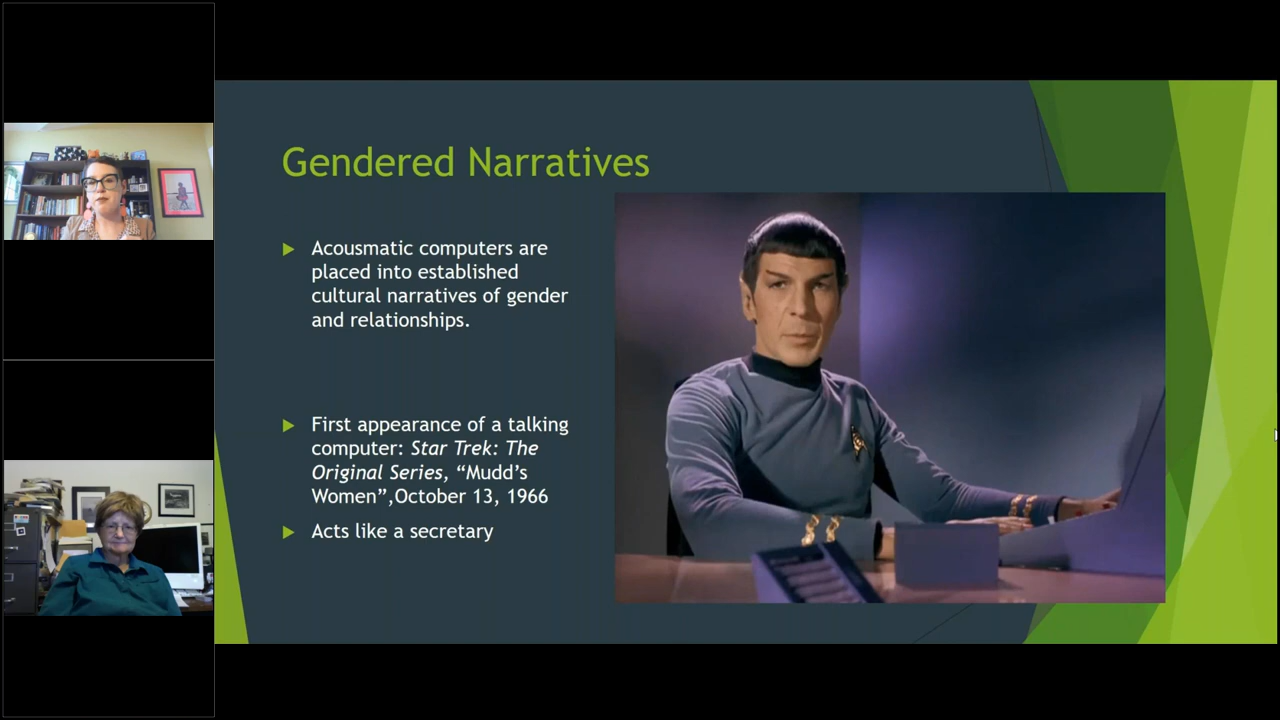 Gendered Narratives
Acousmatic computers are
placed into established
cultural narratives of gender
and relationships.
First appearance of a talking
computer: Star Trek: The
Original Series, “Mudd’s
Women”,October 13, 1966
Acts like a secretary